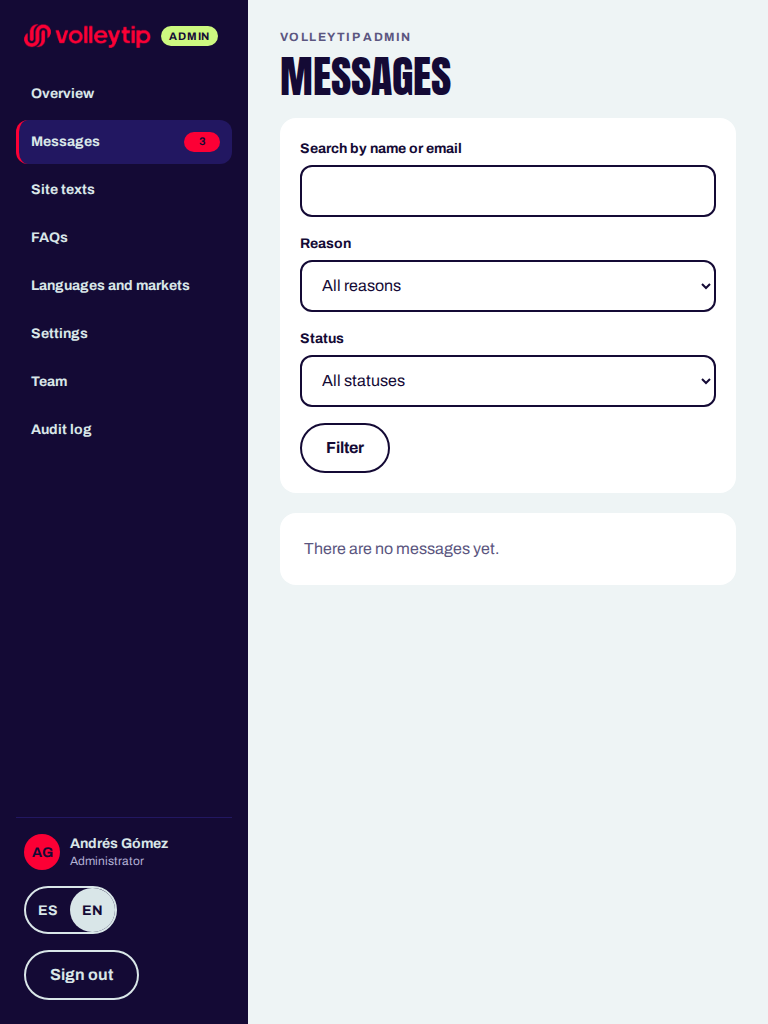 volleytip ADMIN
Overview
Messages 3
Site texts
FAQs
Languages and markets
Settings
Team
Audit log
AG Andrés Gómez
Administrator
ES EN
Sign out
VOLLEYTIP ADMIN
MESSAGES
Search by name or email
Reason
All reasons
Status
All statuses
Filter
There are no messages yet.